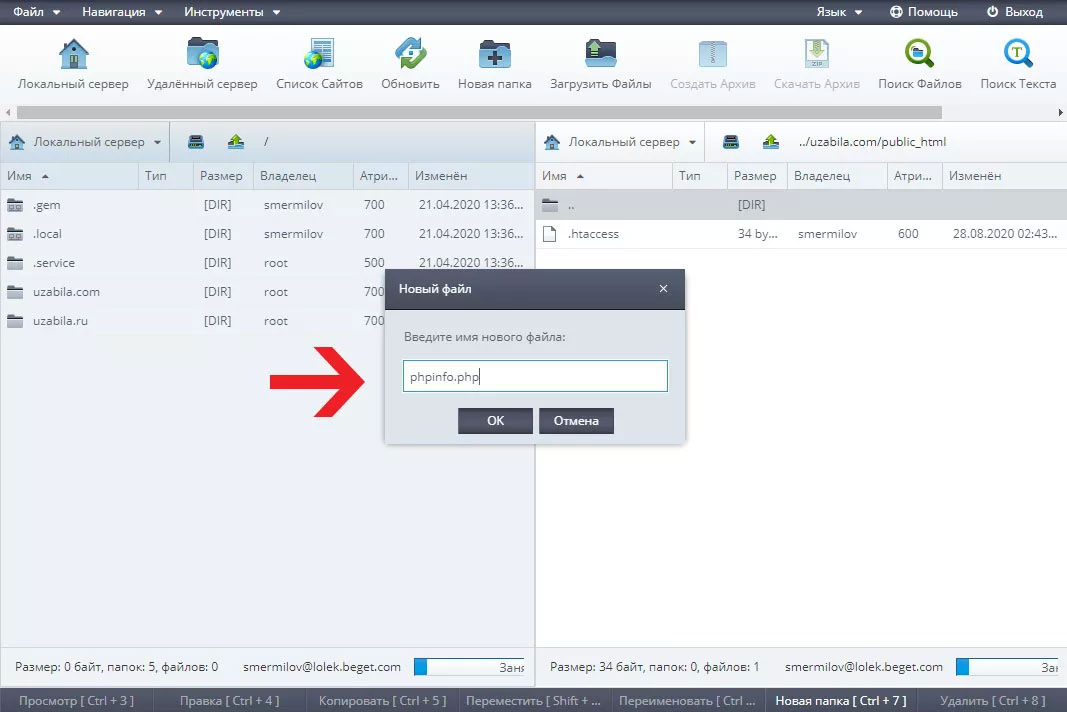 Файл Навигация Инструменты Язык Помощь Выход
Локальный сервер Удалённый сервер Список Сайтов Обновить Новая папка Загрузить Файлы Создать Архив Скачать Архив Поиск Файлов Поиск Текста
Локальный сервер / Локальный сервер ../uzabila.com/public_html
Имя Тип Размер Владелец Атри... Изменён Имя Тип Размер Владелец Атри... Изменён
.gem [DIR] smermilov 700 21.04.2020 13:36... .. [DIR]
.local [DIR] smermilov 700 21.04.2020 13:36... .htaccess 34 by... smermilov 600 28.08.2020 02:43...
.service [DIR] root 500 21.04.2020 13:36...
uzabila.com [DIR] root 700
uzabila.ru [DIR] root 700
Новый файл ×
Введите имя нового файла:
phpinfo.php
OK Отмена
Размер: 0 байт, папок: 5, файлов: 0 smermilov@lolek.beget.com Заня Размер: 34 байт, папок: 0, файлов: 1 smermilov@lolek.beget.com За
Просмотр [ Ctrl + 3 ] Правка [ Ctrl + 4 ] Копировать [ Ctrl + 5 ] Переместить [ Shift + ... Переименовать [ Ctrl ... Новая папка [ Ctrl + 7 ] Удалить [ Ctrl + 8 ]